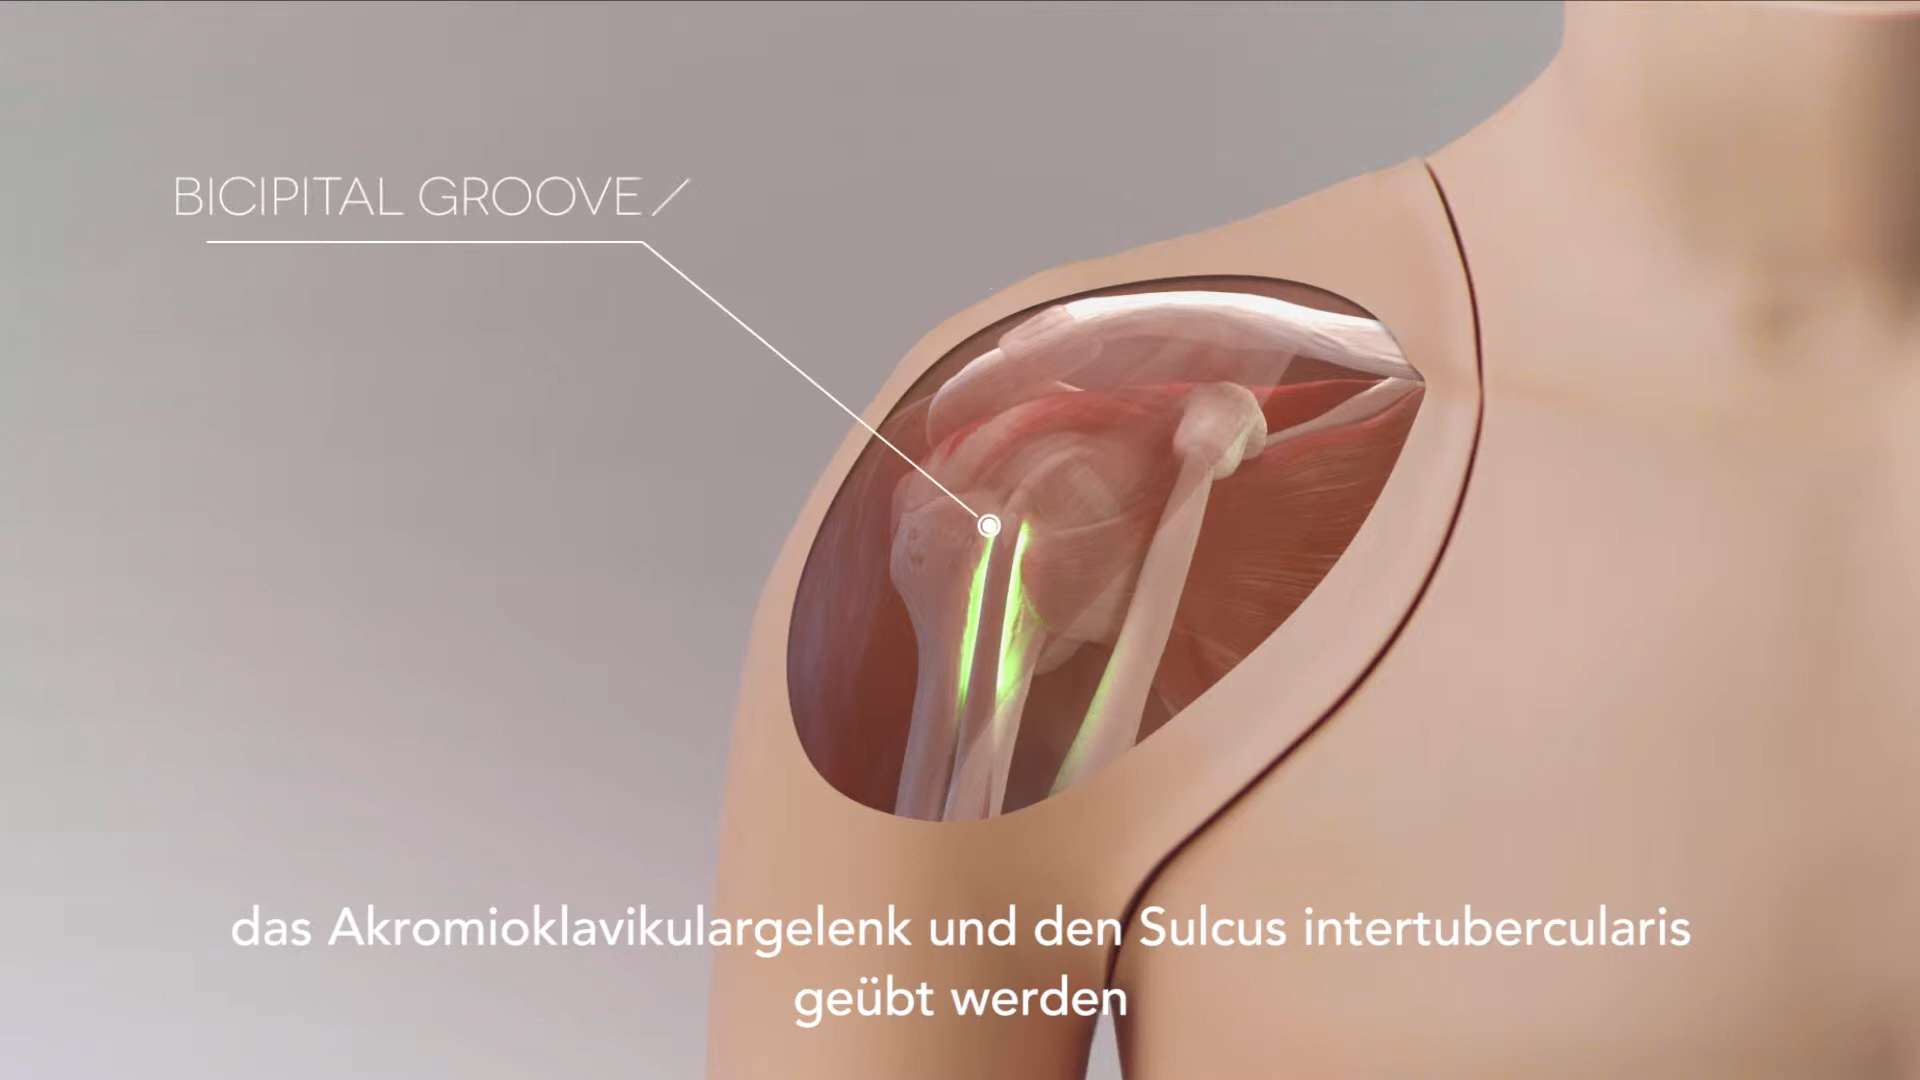 BICIPITAL GROOVE
das Akromioklavikulargelenk und den Sulcus intertubercularis
geübt werden